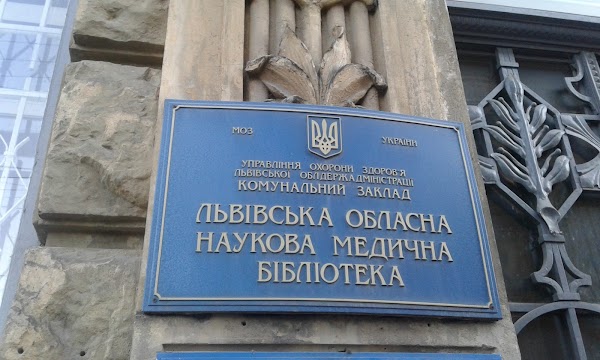 МОЗ УКРАЇНИ
УПРАВЛІННЯ ОХОРОНИ ЗДОРОВ'Я
ЛЬВІВСЬКОЇ ОБЛДЕРЖАДМІНІСТРАЦІЇ
КОМУНАЛЬНИЙ ЗАКЛАД
ЛЬВІВСЬКА ОБЛАСНА
НАУКОВА МЕДИЧНА
БІБЛІОТЕКА